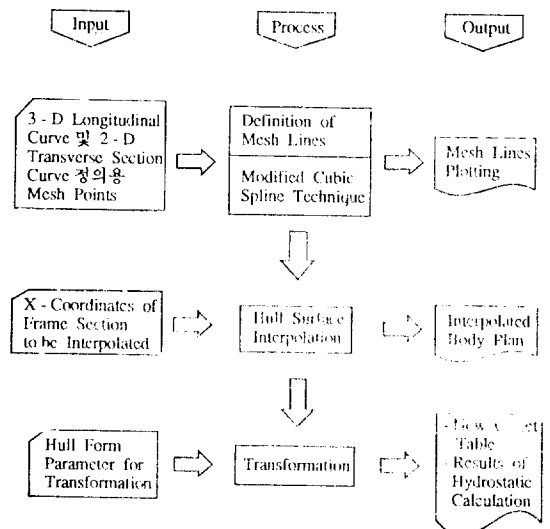 Input
Process
Output
3 - D Longitudinal
Curve 및 2 - D
Transverse Section
Curve 정의용
Mesh Points
Definition of
Mesh Lines
Modified Cubic
Spline Technique
Mesh Lines
Plotting
X - Coordinates of
Frame Section
to be Interpolated
Hull Surface
Interpolation
Interpolated
Body Plan
Hull Form
Parameter for
Transformation
Transformation
- New
Table
- Results of
Hydrostatic
Calculation